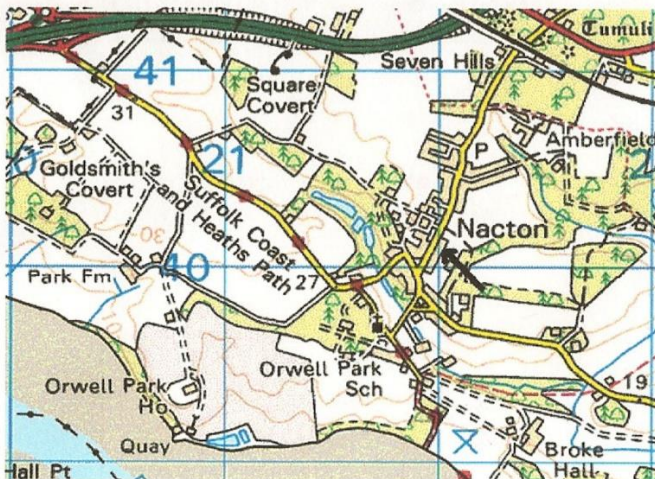 Tumuli
Seven Hills
41
Square
Covert
31
Amberfield
P
21
Goldsmith's
Covert
Suffolk Coast
and Heaths Path
Nacton
30
40
Park Fm
27
Orwell Park
Sch
19
Orwell Park
Ho
Quay
Broke
Hall
Hall Pt